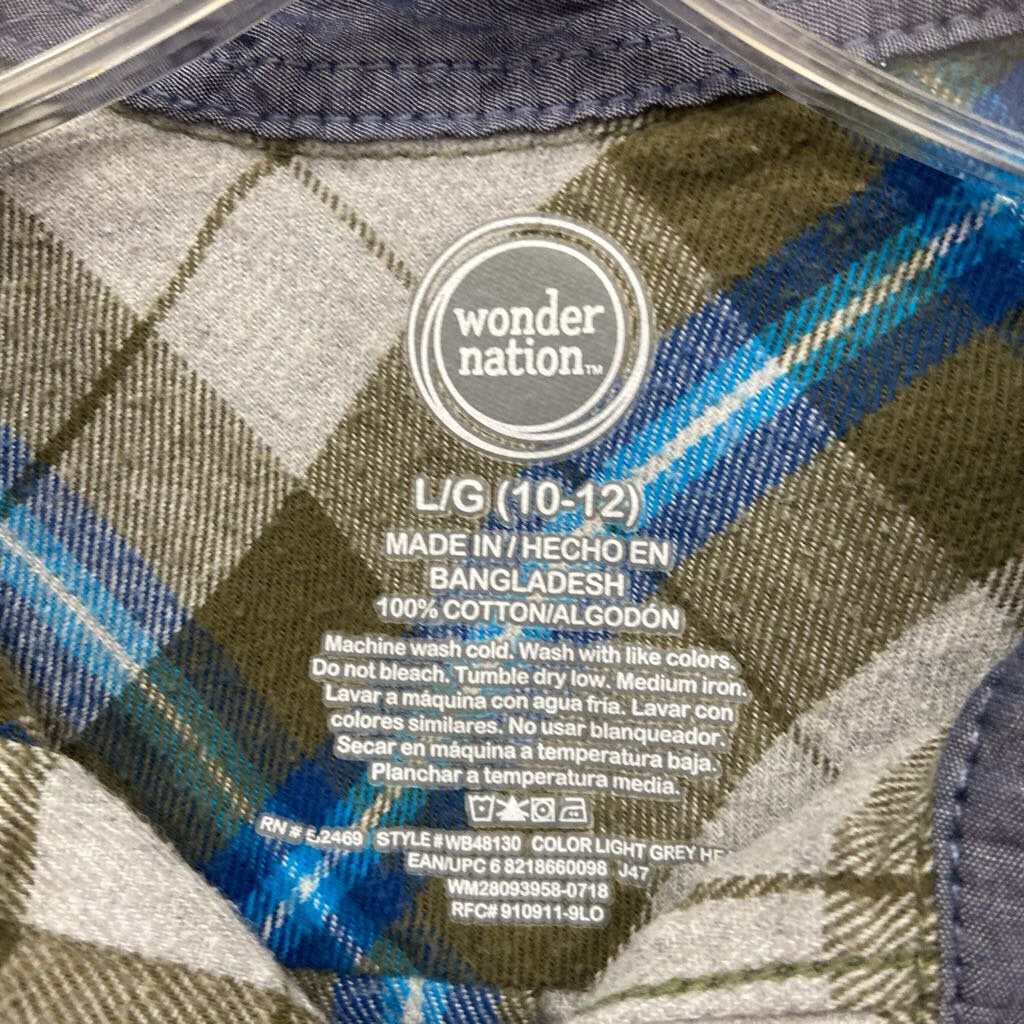 wonder
nation™
L/G (10-12)
MADE IN / HECHO EN
BANGLADESH
100% COTTON/ALGODÓN
Machine wash cold. Wash with like colors.
Do not bleach. Tumble dry low. Medium iron.
Lavar a máquina con agua fría. Lavar con
colores similares. No usar blanqueador.
Secar en máquina a temperatura baja.
Planchar a temperatura media.
RN # STYLE # WB48130 COLOR LIGHT GREY
EAN/UPC 6 8218660098 J47
WM28093958-0718
RFC# 910911-9LO